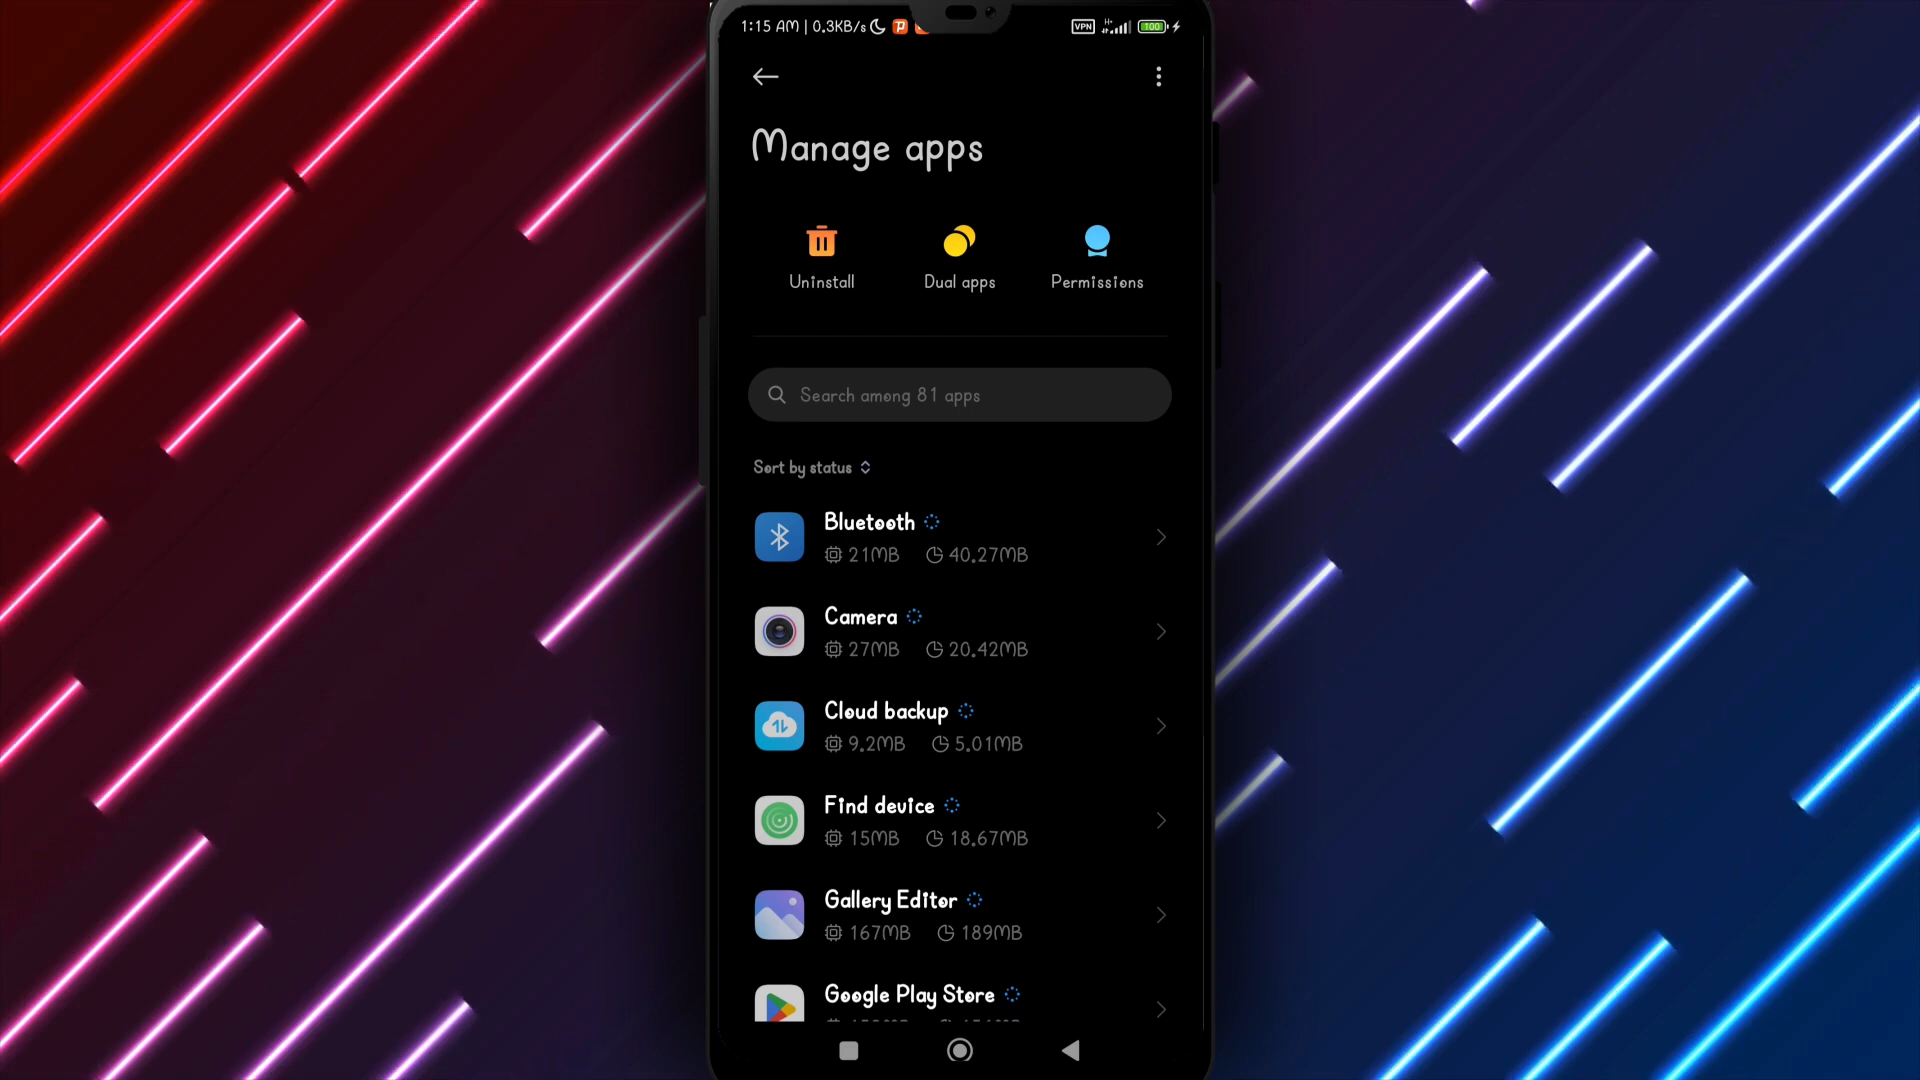 1:15 AM | 0.3KB/s
VPN
H+
100
Manage apps
Uninstall
Dual apps
Permissions
Search among 81 apps
Sort by status
Bluetooth
21MB 40.27MB
Camera
27MB 20.42MB
Cloud backup
9.2MB 5.01MB
Find device
15MB 18.67MB
Gallery Editor
167MB 189MB
Google Play Store